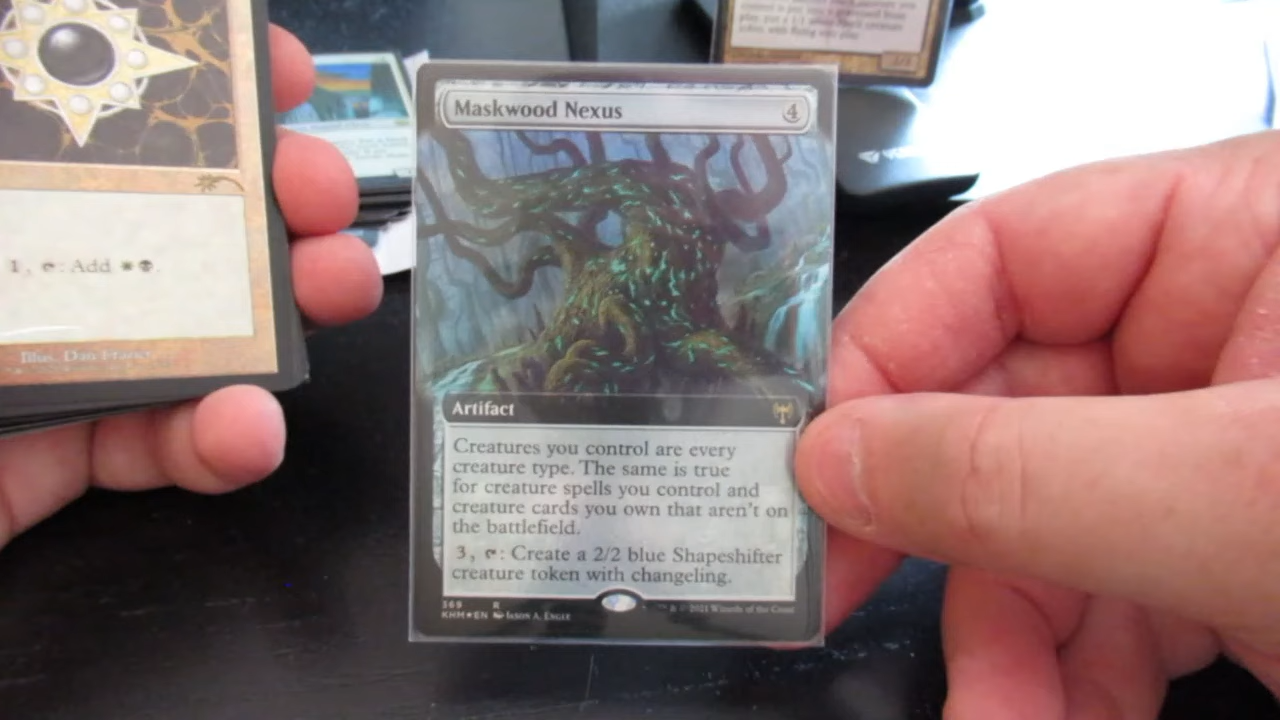 Maskwood Nexus 4
Artifact
Creatures you control are every
creature type. The same is true
for creature spells you control and
creature cards you own that aren't on
the battlefield.
3, : Create a 2/2 blue Shapeshifter
creature token with changeling.
369 R
KHM★EN Jason A. Engle
™ & © 2021 Wizards of the Coast
1, : Add
Illus. Dan Frazier